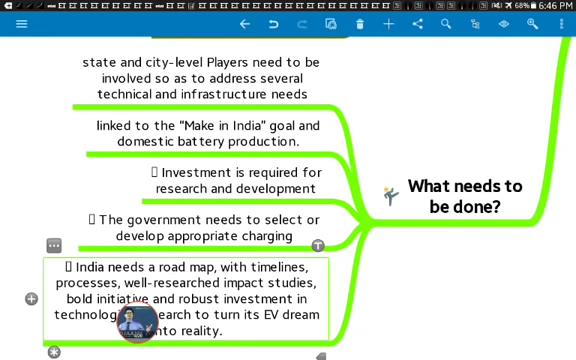 68% 6:46 PM
state and city-level Players need to be
involved so as to address several
technical and infrastructure needs
linked to the "Make in India" goal and
domestic battery production.
Investment is required for
research and development
The government needs to select or
develop appropriate charging
T
India needs a road map, with timelines,
processes, well-researched impact studies,
bold initiative and robust investment in
to turn its EV dream
into reality.
What needs to
be done?